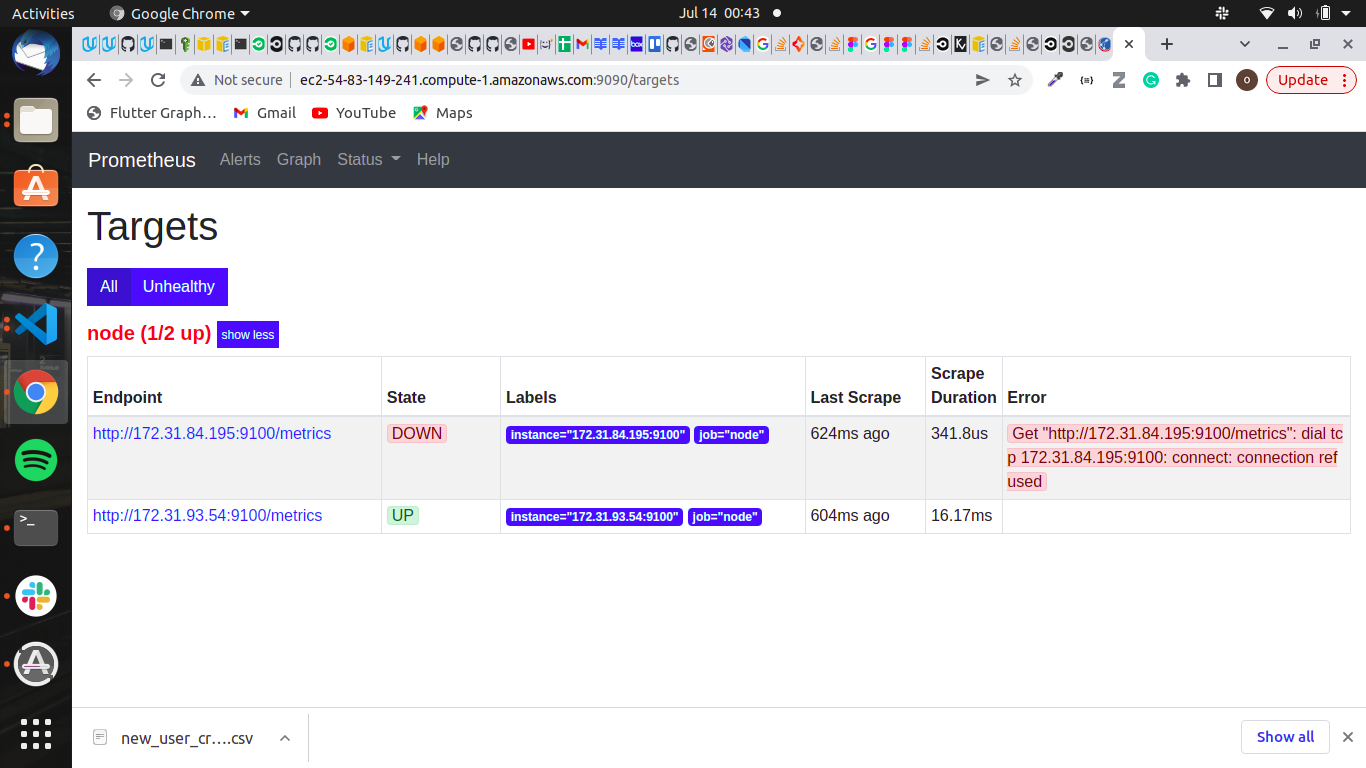 Activities Google Chrome Jul 14 00:43
Not secure ec2-54-83-149-241.compute-1.amazonaws.com:9090/targets Update
Flutter Graph… Gmail YouTube Maps
Prometheus Alerts Graph Status Help
Targets
All Unhealthy
node (1/2 up) show less
Endpoint State Labels Last Scrape Scrape Duration Error
http://172.31.84.195:9100/metrics DOWN instance="172.31.84.195:9100" job="node" 624ms ago 341.8us Get "http://172.31.84.195:9100/metrics": dial tc
p 172.31.84.195:9100: connect: connection ref
used
http://172.31.93.54:9100/metrics UP instance="172.31.93.54:9100" job="node" 604ms ago 16.17ms
new_user_cr….csv Show all